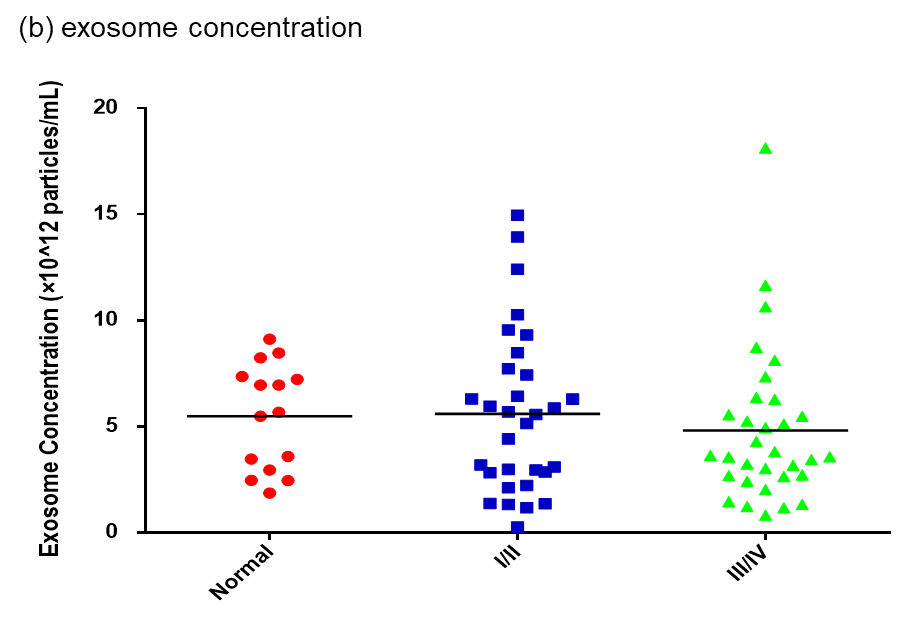 (b) exosome concentration
Exosome Concentration (×10^12 particles/mL)
20
15
10
5
0
Normal
I/II
III/IV